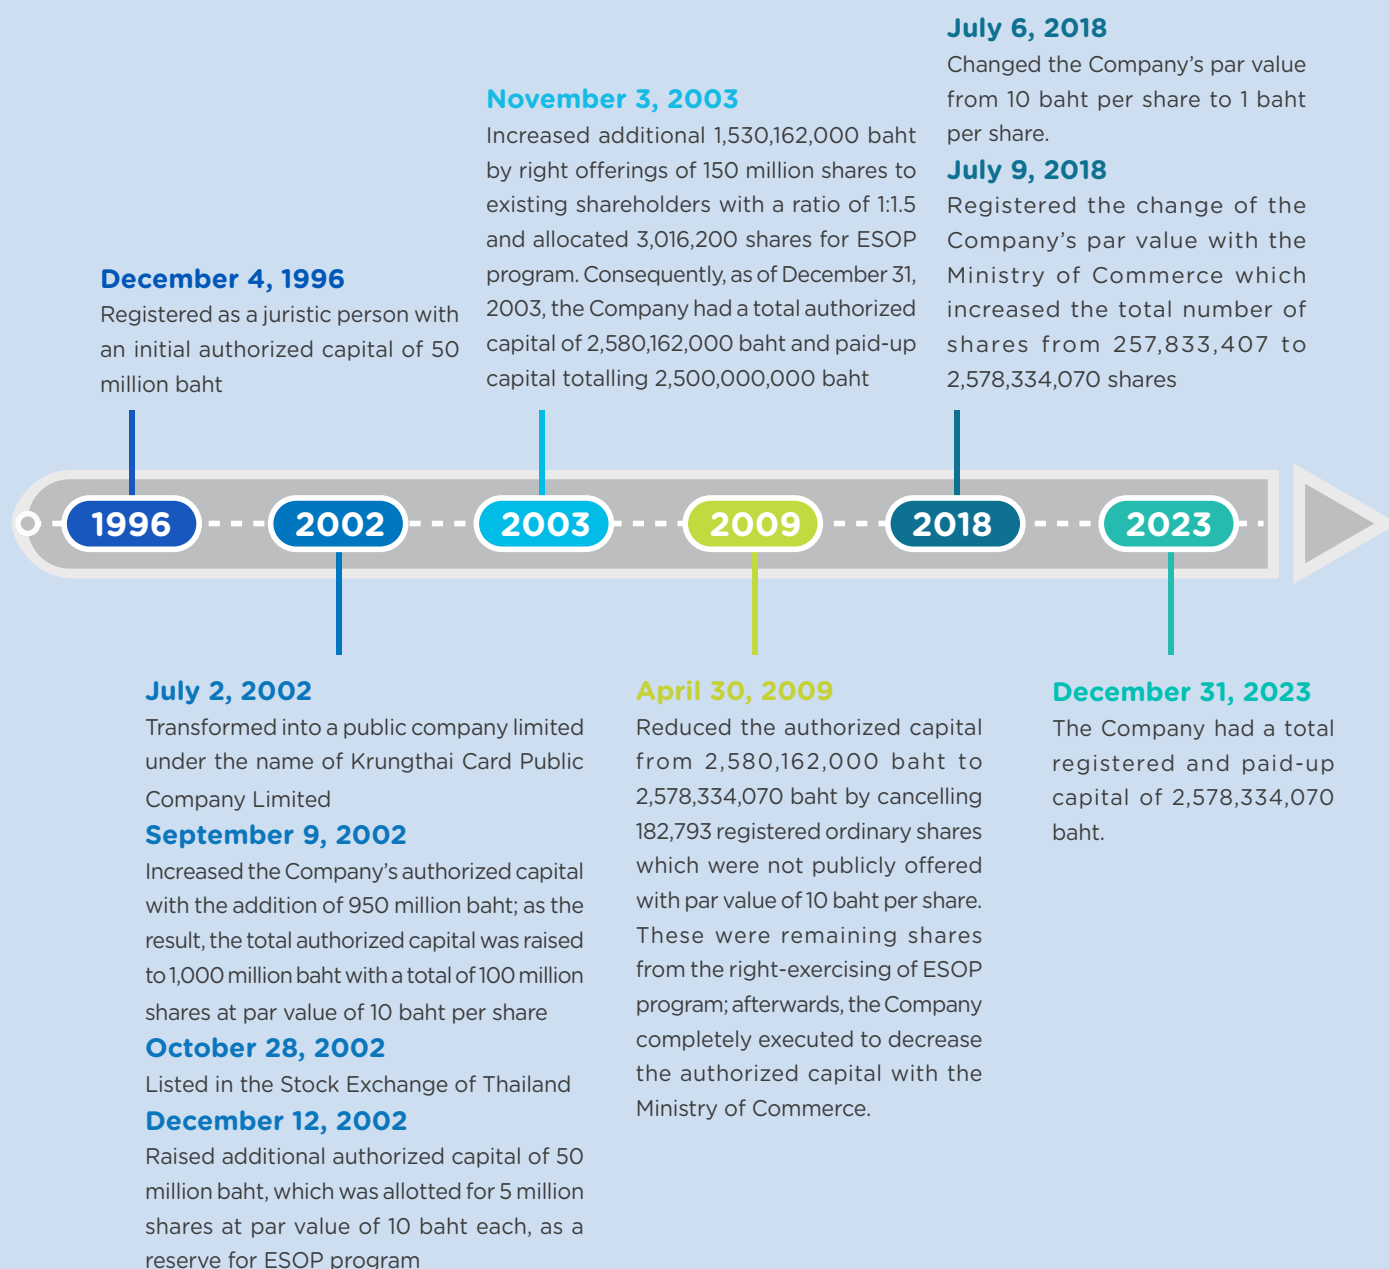 December 4, 1996
Registered as a juristic person with
an initial authorized capital of 50
million baht
November 3, 2003
Increased additional 1,530,162,000 baht
by right offerings of 150 million shares to
existing shareholders with a ratio of 1:1.5
and allocated 3,016,200 shares for ESOP
program. Consequently, as of December 31,
2003, the Company had a total authorized
capital of 2,580,162,000 baht and paid-up
capital totalling 2,500,000,000 baht
July 6, 2018
Changed the Company's par value
from 10 baht per share to 1 baht
per share.
July 9, 2018
Registered the change of the
Company's par value with the
Ministry of Commerce which
increased the total number of
shares from 257,833,407 to
2,578,334,070 shares
1996
2002
2003
2009
2018
2023
July 2, 2002
Transformed into a public company limited
under the name of Krungthai Card Public
Company Limited
September 9, 2002
Increased the Company's authorized capital
with the addition of 950 million baht; as the
result, the total authorized capital was raised
to 1,000 million baht with a total of 100 million
shares at par value of 10 baht per share
October 28, 2002
Listed in the Stock Exchange of Thailand
December 12, 2002
Raised additional authorized capital of 50
million baht, which was allotted for 5 million
shares at par value of 10 baht each, as a
reserve for ESOP program
April 30, 2009
Reduced the authorized capital
from 2,580,162,000 baht to
2,578,334,070 baht by cancelling
182,793 registered ordinary shares
which were not publicly offered
with par value of 10 baht per share.
These were remaining shares
from the right-exercising of ESOP
program; afterwards, the Company
completely executed to decrease
the authorized capital with the
Ministry of Commerce.
December 31, 2023
The Company had a total
registered and paid-up
capital of 2,578,334,070
baht.